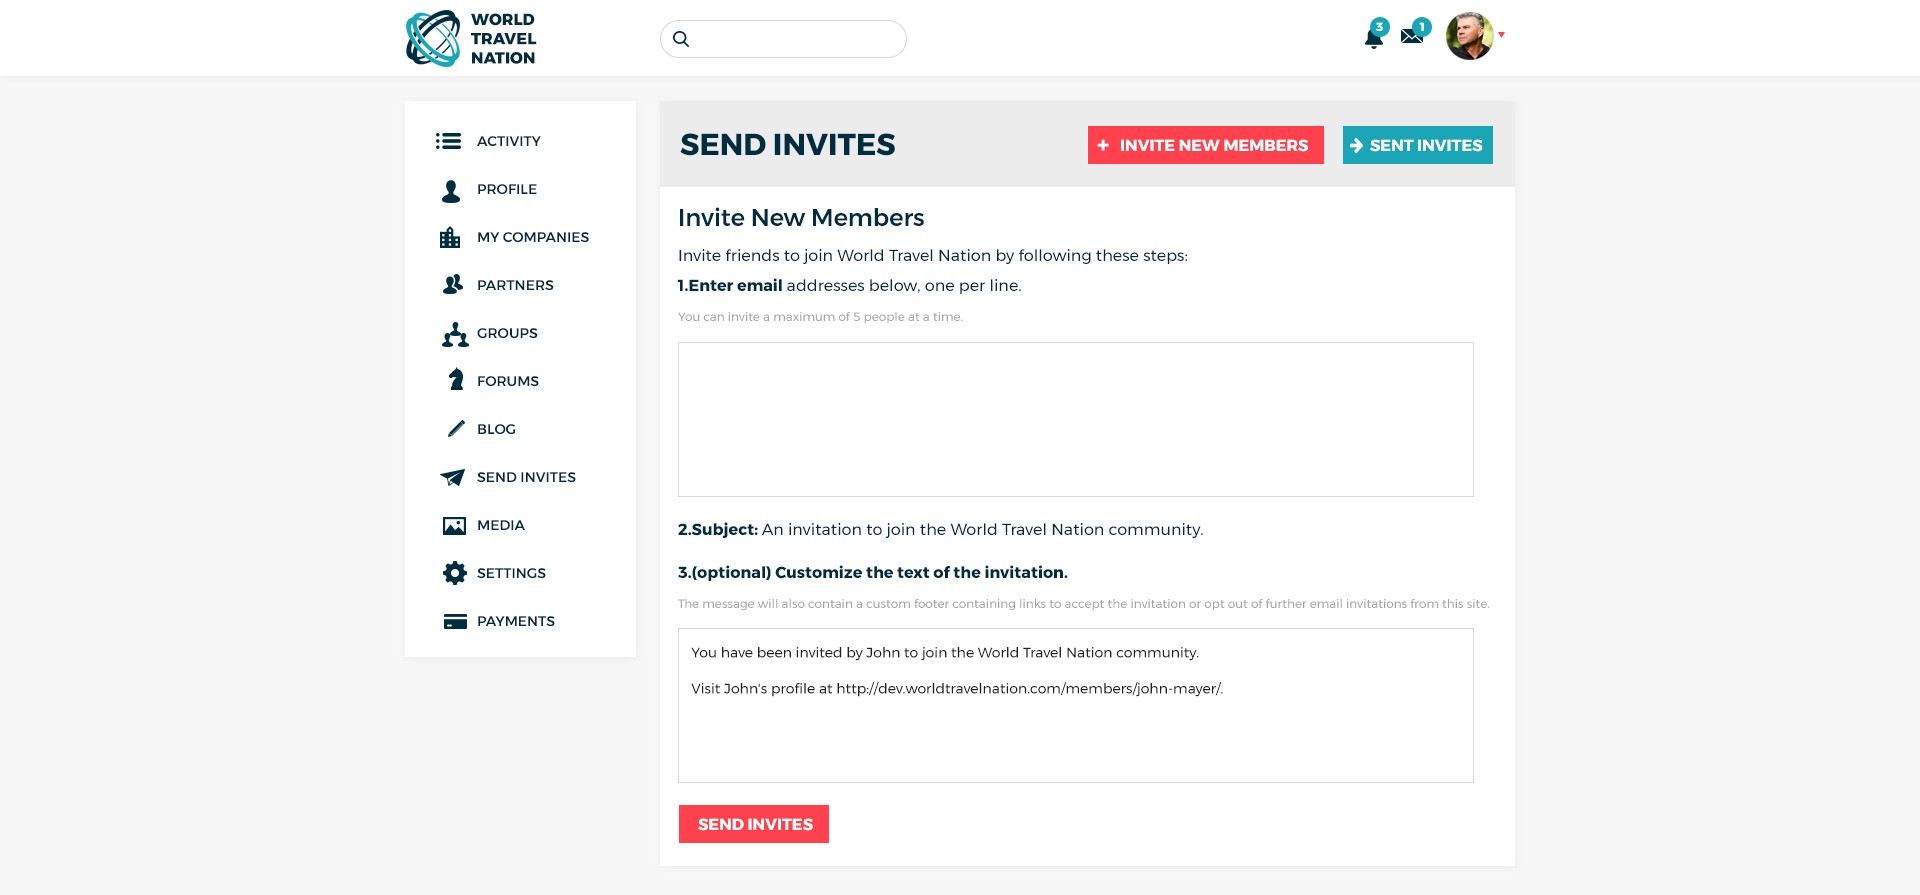 WORLD
TRAVEL
NATION
3
1
ACTIVITY
PROFILE
MY COMPANIES
PARTNERS
GROUPS
FORUMS
BLOG
SEND INVITES
MEDIA
SETTINGS
PAYMENTS
SEND INVITES
+ INVITE NEW MEMBERS
SENT INVITES
Invite New Members
Invite friends to join World Travel Nation by following these steps:
1.Enter email addresses below, one per line.
You can invite a maximum of 5 people at a time.
2.Subject: An invitation to join the World Travel Nation community.
3.(optional) Customize the text of the invitation.
The message will also contain a custom footer containing links to accept the invitation or opt out of further email invitations from this site.
You have been invited by John to join the World Travel Nation community.
Visit John's profile at http://dev.worldtravelnation.com/members/john-mayer/.
SEND INVITES